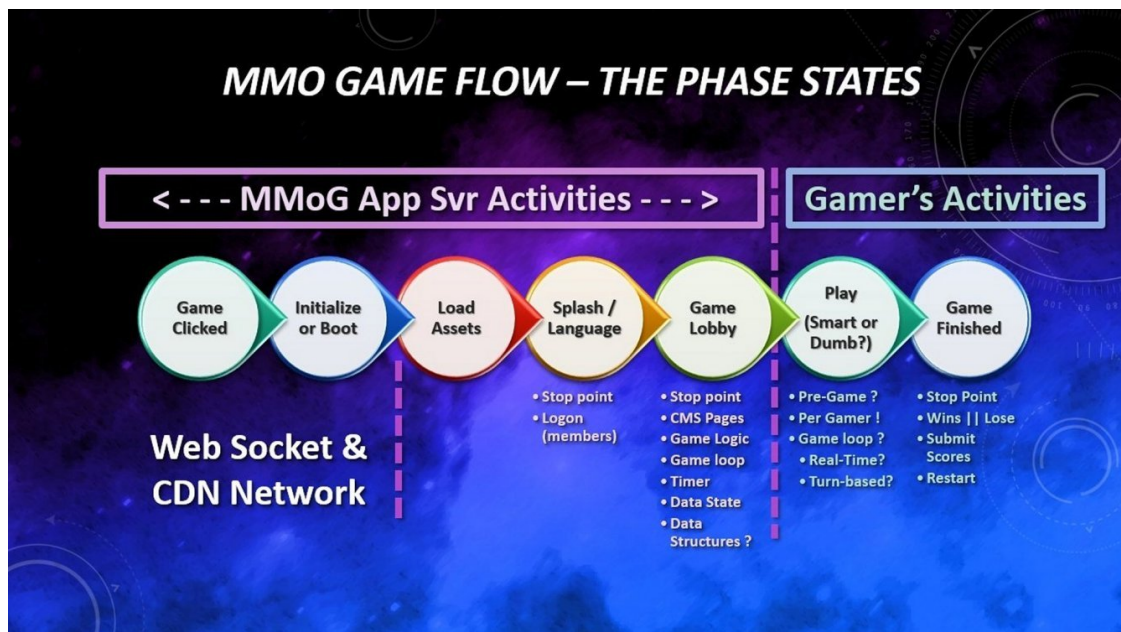 MMO GAME FLOW – THE PHASE STATES
< - - - MMoG App Svr Activities - - - >
Gamer's Activities
Game
Clicked
Initialize
or Boot
Load
Assets
Splash /
Language
Game
Lobby
Play
(Smart or
Dumb?)
Game
Finished
Web Socket &
CDN Network
• Stop point
• Logon
(members)
• Stop point
• CMS Pages
• Game Logic
• Game loop
• Timer
• Data State
• Data
Structures ?
• Pre-Game ?
• Per Gamer !
• Game loop ?
• Real-Time?
• Turn-based?
• Stop Point
• Wins || Lose
• Submit
Scores
• Restart